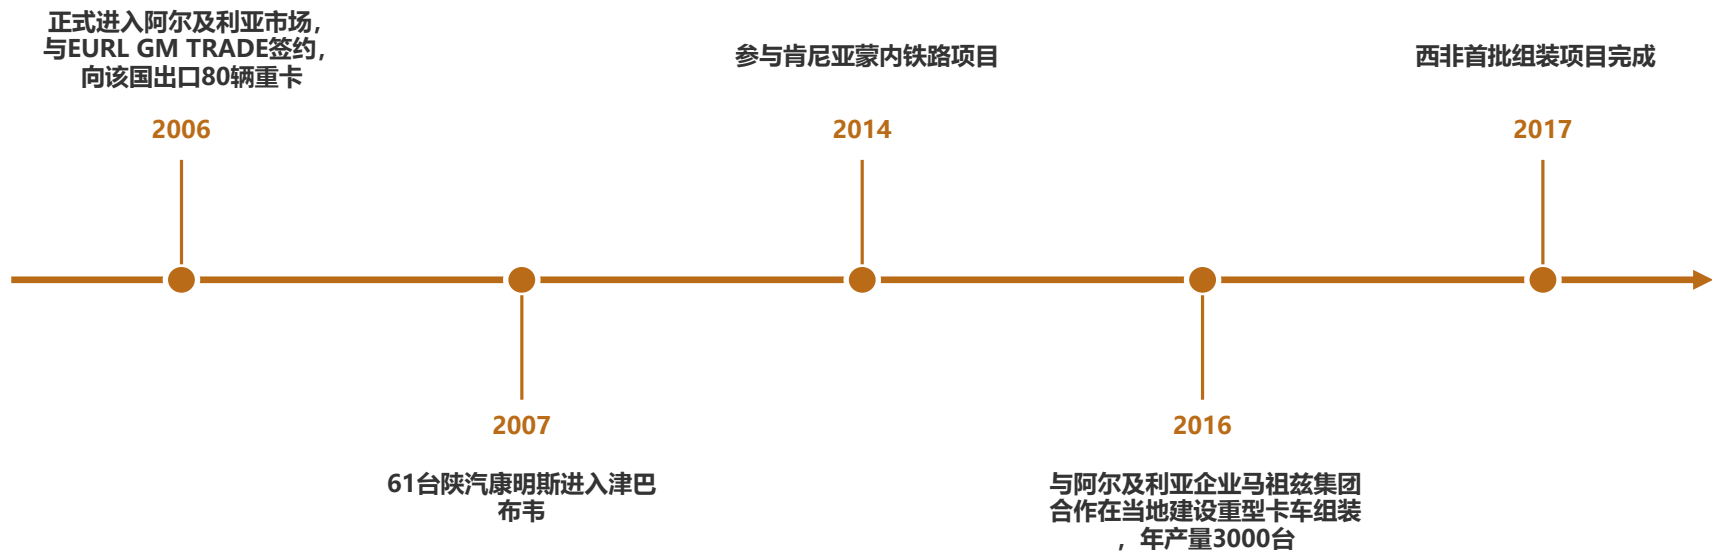 正式进入阿尔及利亚市场，
与EURL GM TRADE签约，
向该国出口80辆重卡
2006
61台陕汽康明斯进入津巴
布韦
2007
参与肯尼亚蒙内铁路项目
2014
2016
与阿尔及利亚企业马祖兹集团
合作在当地建设重型卡车组装
，年产量3000台
西非首批组装项目完成
2017